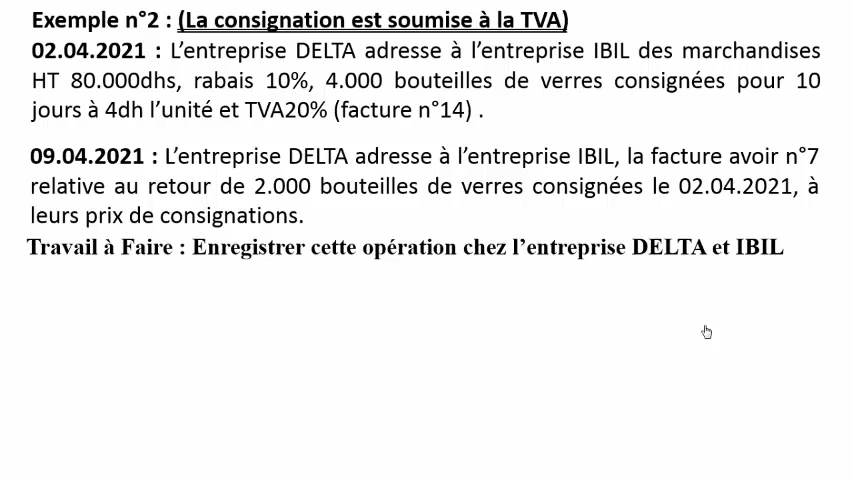 Exemple n°2 : (La consignation est soumise à la TVA)
02.04.2021 : L’entreprise DELTA adresse à l’entreprise IBIL des marchandises
HT 80.000dhs, rabais 10%, 4.000 bouteilles de verres consignées pour 10
jours à 4dh l’unité et TVA20% (facture n°14) .
09.04.2021 : L’entreprise DELTA adresse à l’entreprise IBIL, la facture avoir n°7
relative au retour de 2.000 bouteilles de verres consignées le 02.04.2021, à
leurs prix de consignations.
Travail à Faire : Enregistrer cette opération chez l’entreprise DELTA et IBIL